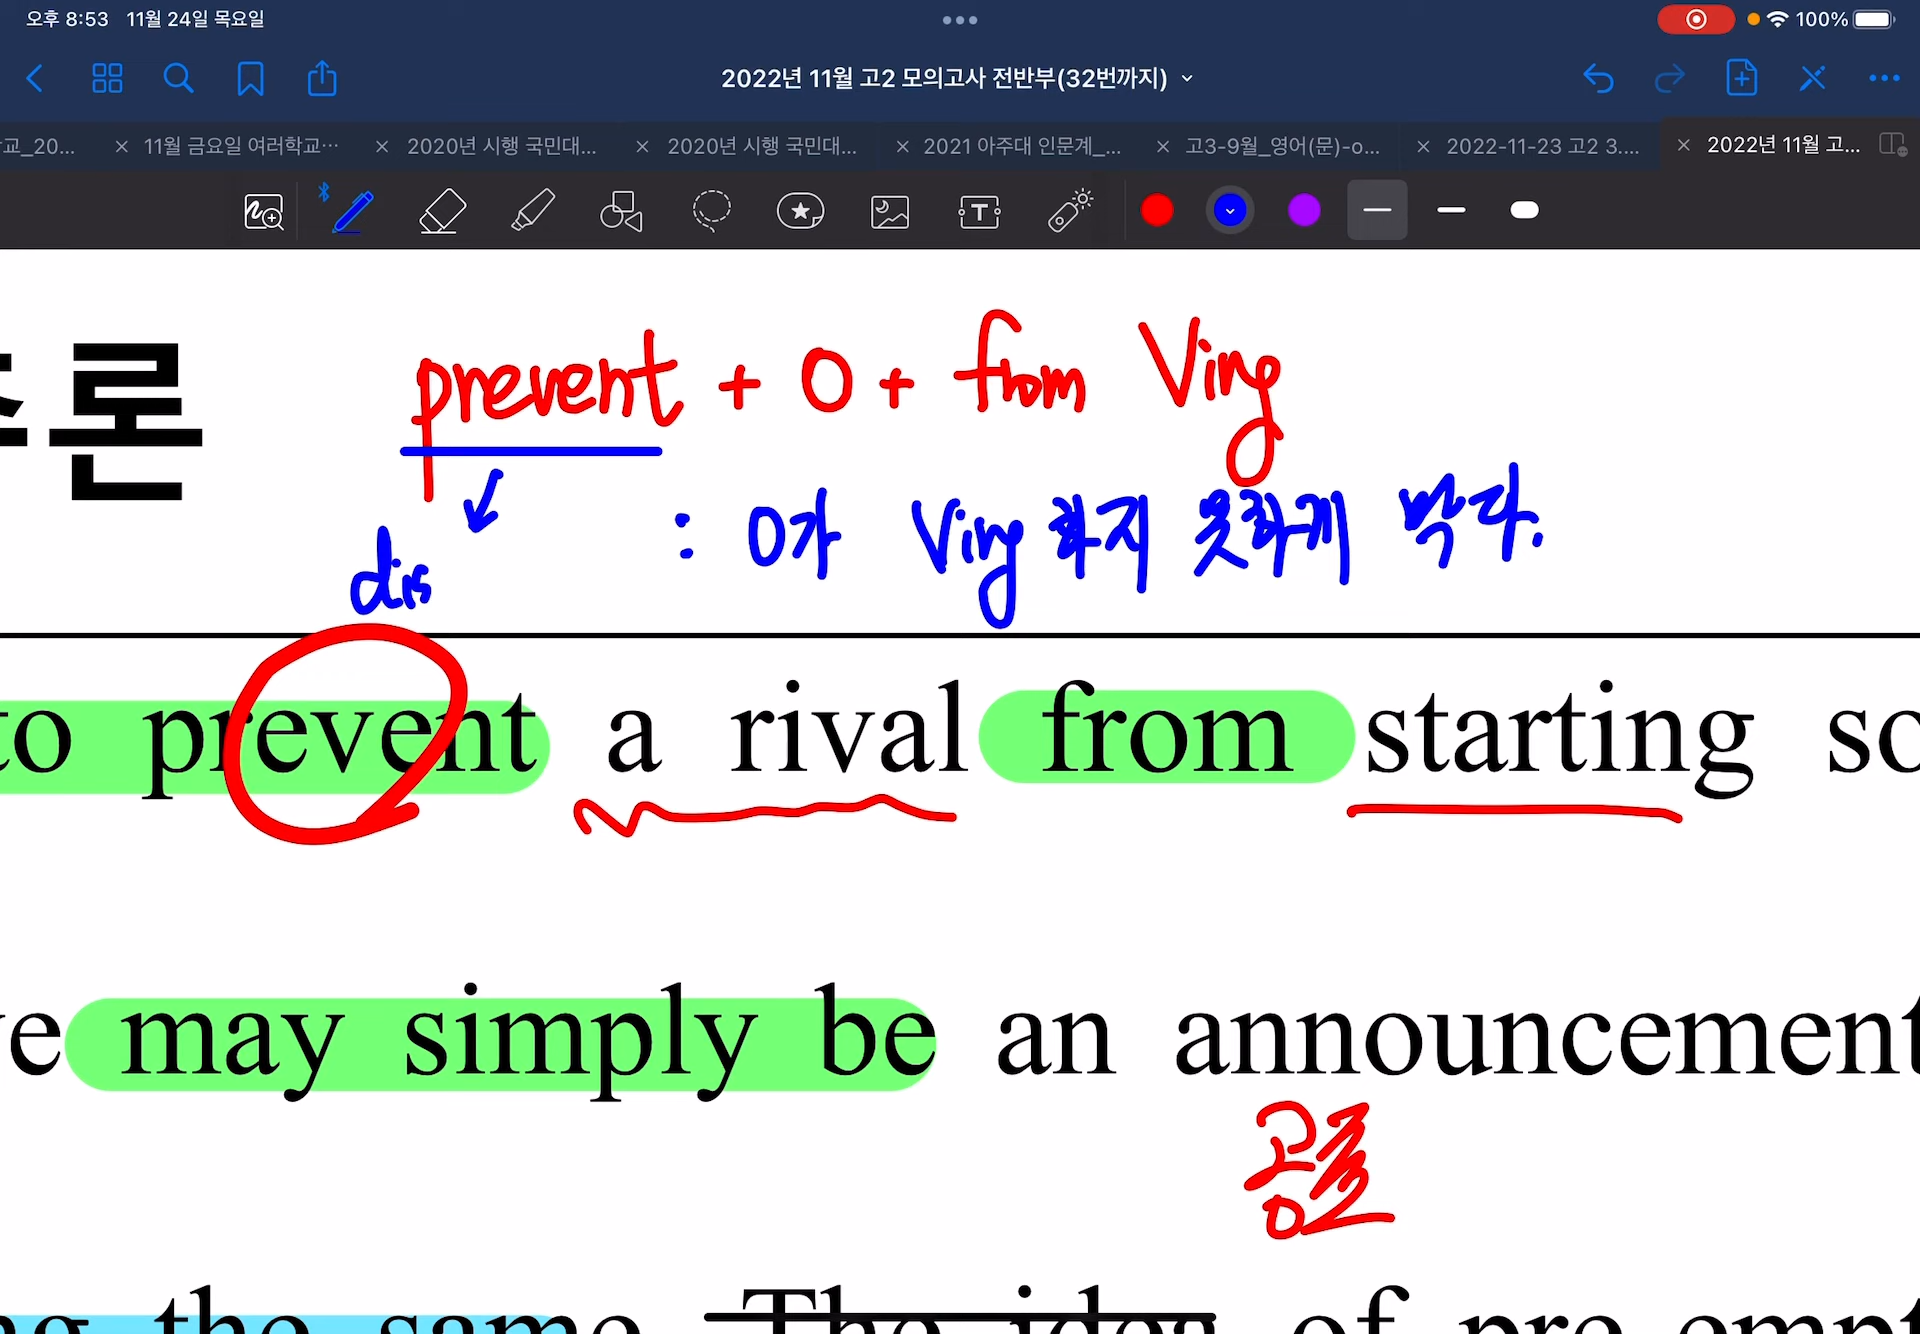 오후 8:53 11월 24일 목요일 100%
2022년 11월 고2 모의고사 전반부(32번까지)
교_20... 11월 금요일 여러학교... 2020년 시행 국민대... 2020년 시행 국민대... 2021 아주대 인문계_... 고3-9월_영어(문)-o... 2022-11-23 고2 3.... 2022년 11월 고...
론 prevent + O + from Ving
: O가 Ving 하지 못하게 막다.
dis
to prevent a rival from starting so
ve may simply be an announcement
ng the same The idea of pre-empt